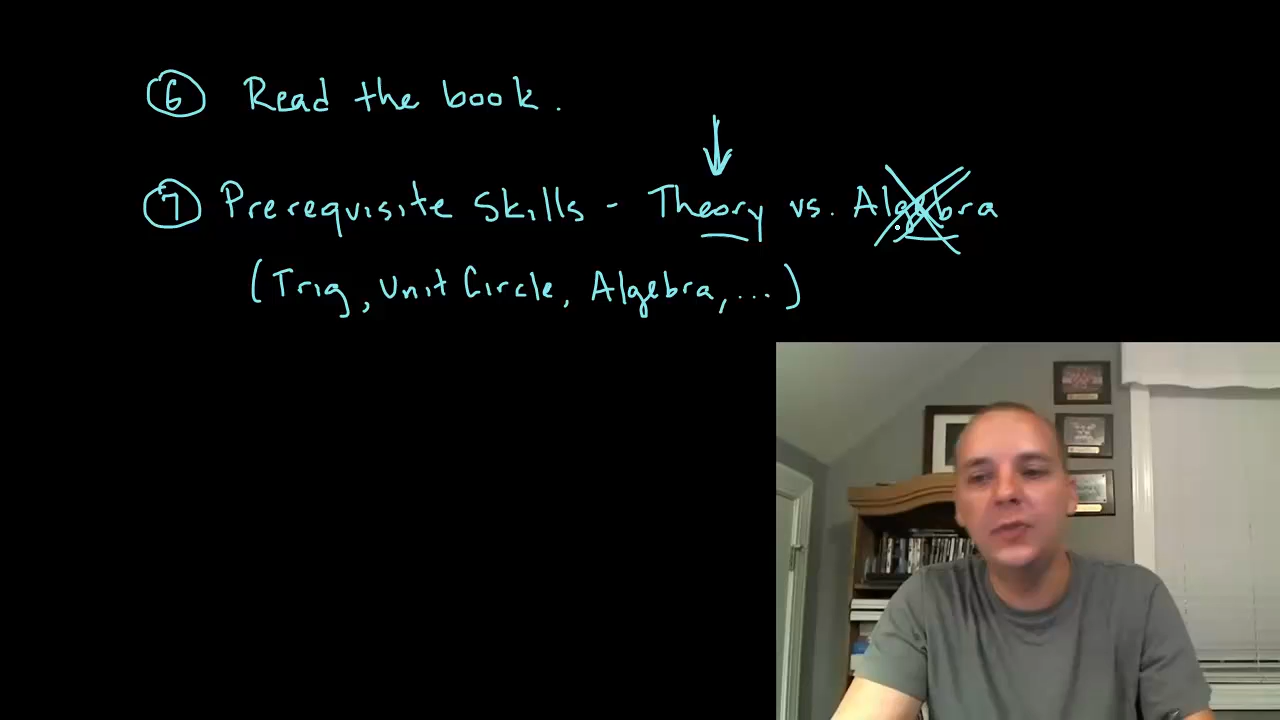 6 Read the book.
7 Prerequisite Skills - Theory vs. Algebra
(Trig, Unit Circle, Algebra, ...)